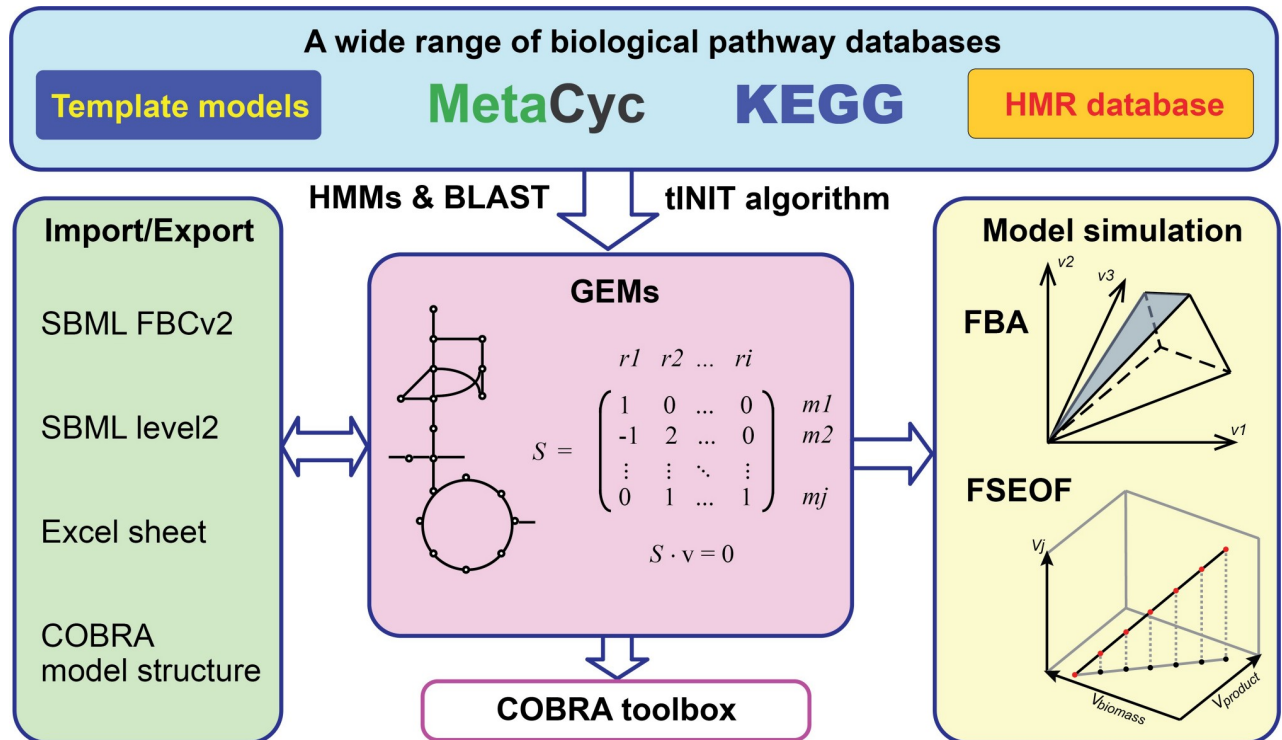 A wide range of biological pathway databases
Template models
MetaCyc
KEGG
HMR database
HMMs & BLAST
tINIT algorithm
Import/Export
SBML FBCv2
SBML level2
Excel sheet
COBRA
model structure
GEMs
r1 r2 ... ri
1 0 ... 0 m1
S = -1 2 ... 0 m2
⋮ ⋮ ⋱ ⋮
0 1 ... 1 mj
S · v = 0
COBRA toolbox
Model simulation
FBA
v2
v3
v1
FSEOF
Vj
Vbiomass
Vproduct